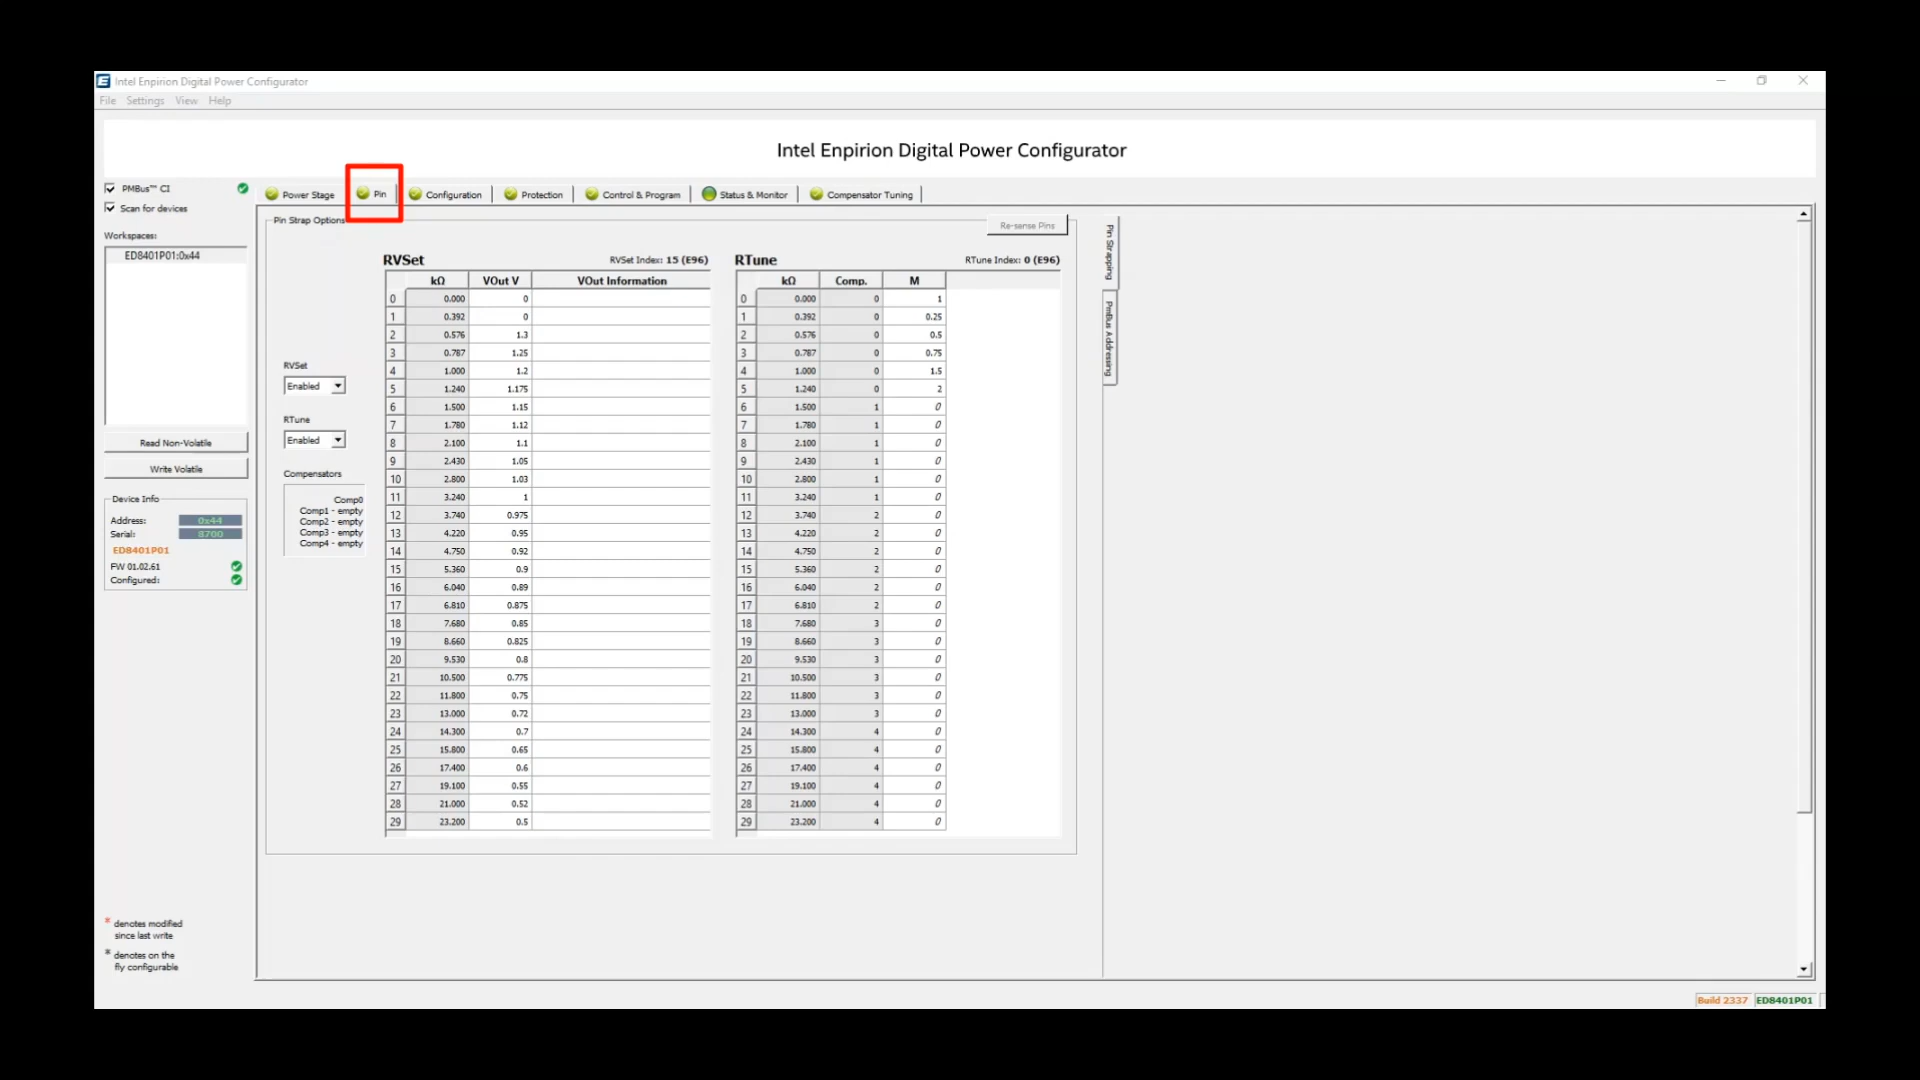 Intel Enpirion Digital Power Configurator
File Settings View Help
Intel Enpirion Digital Power Configurator
PMBus™ CI
Scan for devices
Workspaces:
ED8401P01:0x44
Read Non-Volatile
Write Volatile
Device Info
Address: 0x44
Serial: 8700
ED8401P01
FW 01.02.61
Configured:
* denotes modified
since last write
* denotes on the
fly configurable
Power Stage Pin Configuration Protection Control & Program Status & Monitor Compensator Tuning
Pin Strap Options
Re-sense Pins
RVSet
Enabled
RTune
Enabled
Compensators
Comp0
Comp1 - empty
Comp2 - empty
Comp3 - empty
Comp4 - empty
RVSet RVSet Index: 15 (E96)
kΩ VOut V VOut Information
0 0.000 0
1 0.392 0
2 0.576 1.3
3 0.787 1.25
4 1.000 1.2
5 1.240 1.175
6 1.500 1.15
7 1.780 1.12
8 2.100 1.1
9 2.430 1.05
10 2.800 1.03
11 3.240 1
12 3.740 0.975
13 4.220 0.95
14 4.750 0.92
15 5.360 0.9
16 6.040 0.89
17 6.810 0.875
18 7.680 0.85
19 8.660 0.825
20 9.530 0.8
21 10.500 0.775
22 11.800 0.75
23 13.000 0.72
24 14.300 0.7
25 15.800 0.65
26 17.400 0.6
27 19.100 0.55
28 21.000 0.52
29 23.200 0.5
RTune RTune Index: 0 (E96)
kΩ Comp. M
0 0.000 0 1
1 0.392 0 0.25
2 0.576 0 0.5
3 0.787 0 0.75
4 1.000 0 1.5
5 1.240 0 2
6 1.500 1 0
7 1.780 1 0
8 2.100 1 0
9 2.430 1 0
10 2.800 1 0
11 3.240 1 0
12 3.740 2 0
13 4.220 2 0
14 4.750 2 0
15 5.360 2 0
16 6.040 2 0
17 6.810 2 0
18 7.680 3 0
19 8.660 3 0
20 9.530 3 0
21 10.500 3 0
22 11.800 3 0
23 13.000 3 0
24 14.300 4 0
25 15.800 4 0
26 17.400 4 0
27 19.100 4 0
28 21.000 4 0
29 23.200 4 0
Pin Strapping
PmBus Addressing
Build 2337 ED8401P01